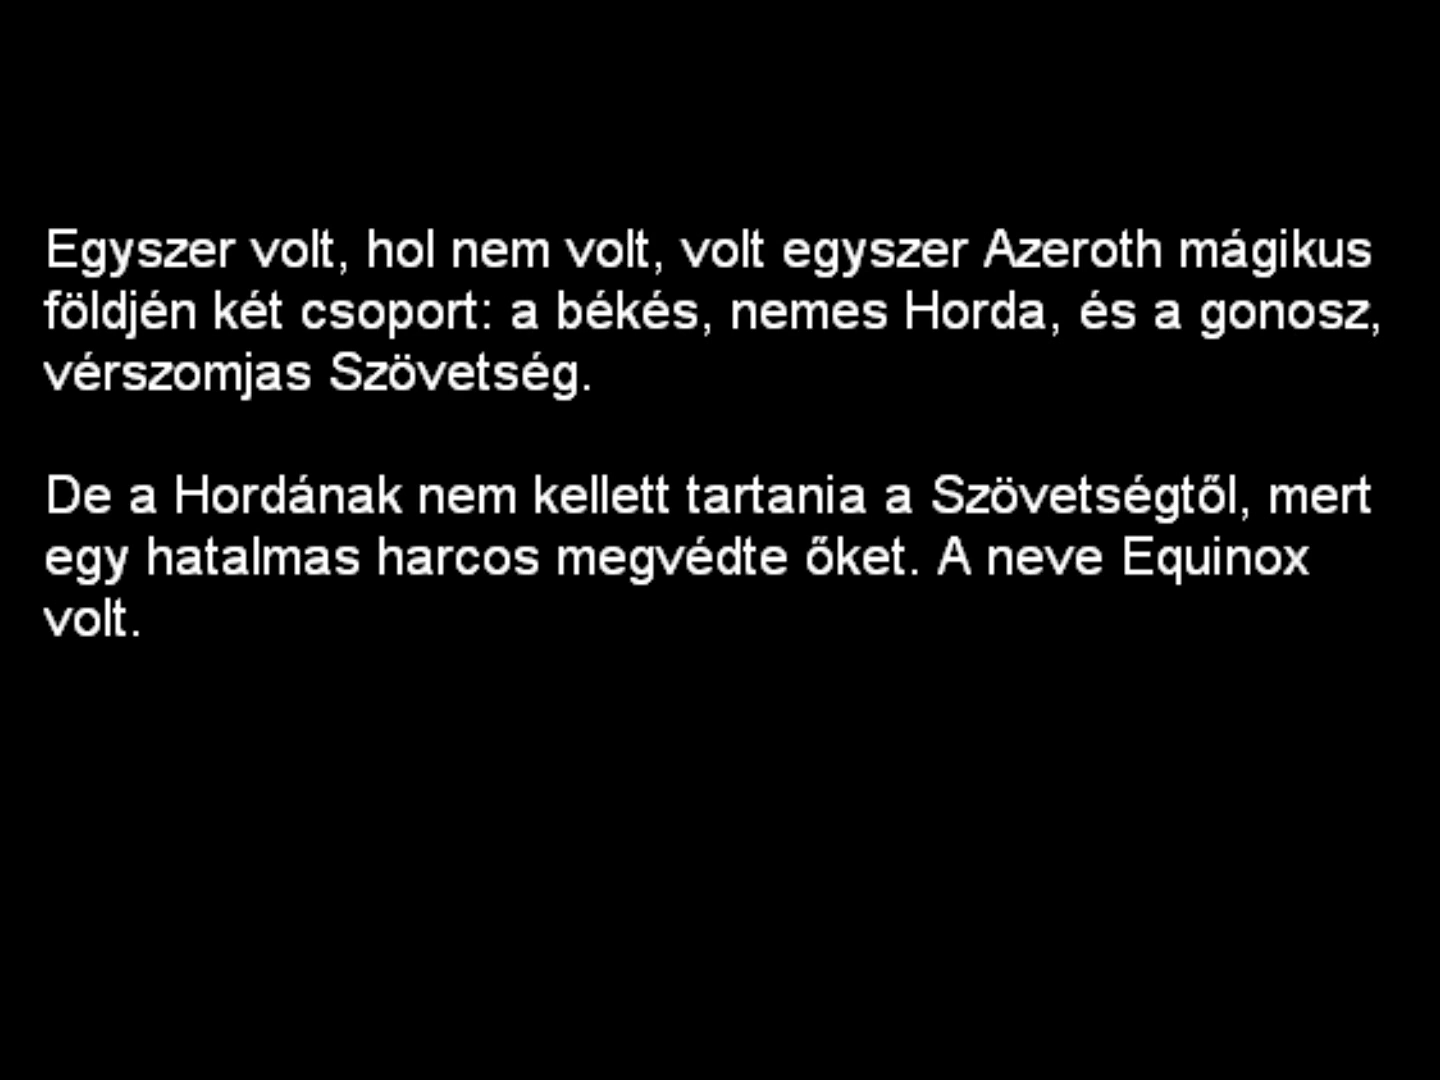 Egyszer volt, hol nem volt, volt egyszer Azeroth mágikus
földjén két csoport: a békés, nemes Horda, és a gonosz,
vérszomjas Szövetség.
De a Hordának nem kellett tartania a Szövetségtől, mert
egy hatalmas harcos megvédte őket. A neve Equinox
volt.